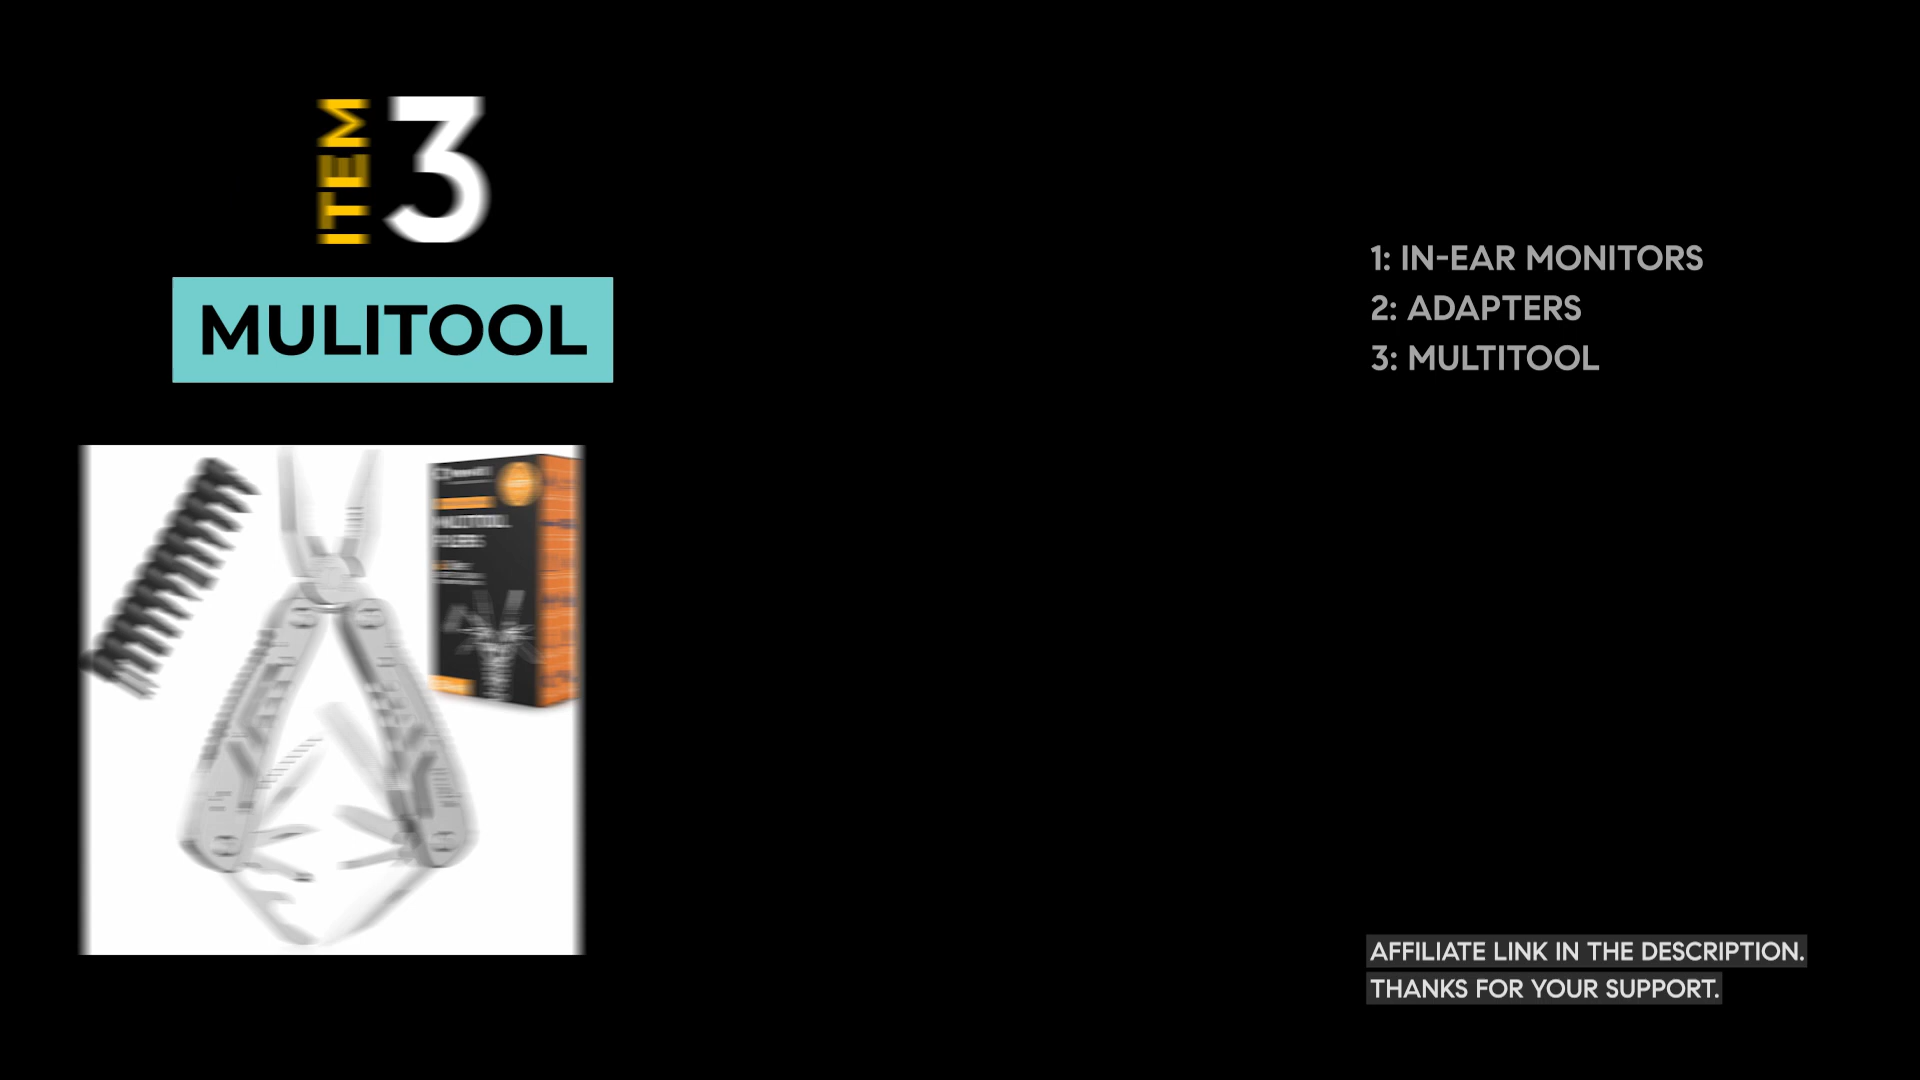 ITEM 3
MULITOOL
1: IN-EAR MONITORS
2: ADAPTERS
3: MULTITOOL
AFFILIATE LINK IN THE DESCRIPTION.
THANKS FOR YOUR SUPPORT.